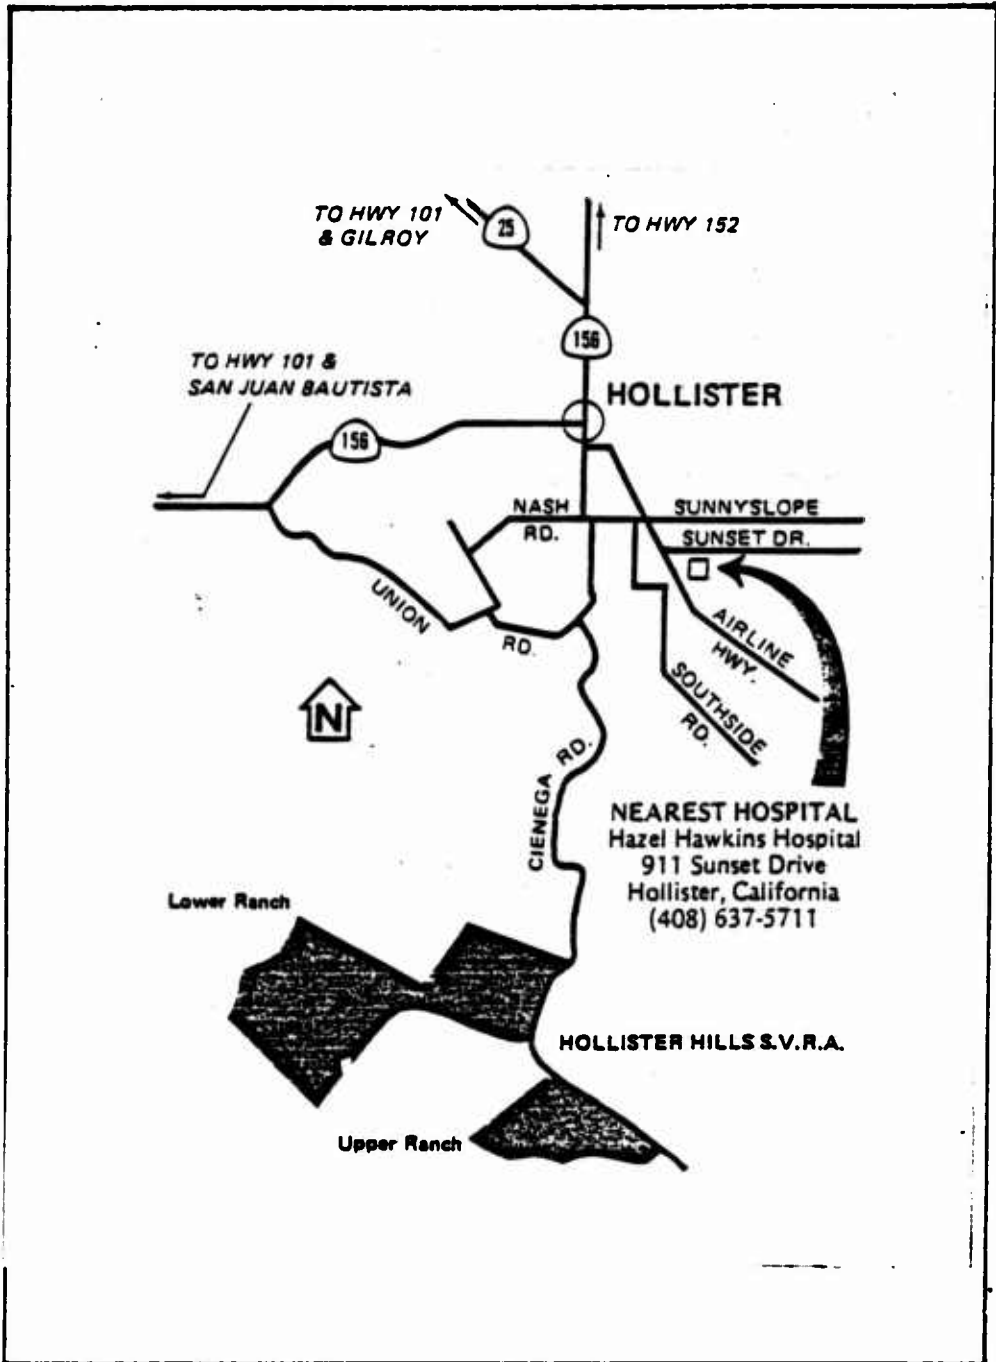 TO HWY 101
& GILROY
25
TO HWY 152
156
TO HWY 101 &
SAN JUAN BAUTISTA
HOLLISTER
156
NASH
RD.
SUNNYSLOPE
SUNSET DR.
UNION
RD.
AIRLINE
HWY.
SOUTHSIDE
RD.
N
CIENEGA RD.
NEAREST HOSPITAL
Hazel Hawkins Hospital
911 Sunset Drive
Hollister, California
(408) 637-5711
Lower Ranch
HOLLISTER HILLS S.V.R.A.
Upper Ranch